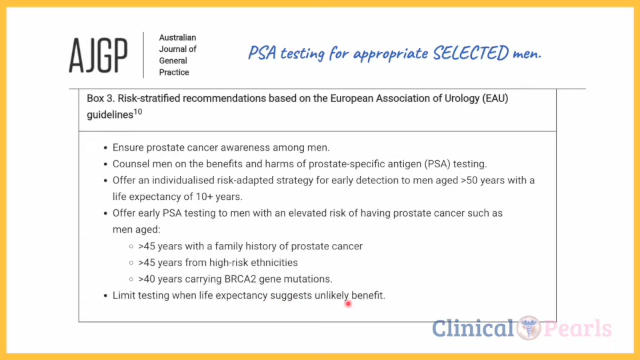 AJGP
Australian
Journal of
General
Practice
PSA testing for appropriate SELECTED men.
Box 3. Risk-stratified recommendations based on the European Association of Urology (EAU)
guidelines10
• Ensure prostate cancer awareness among men.
• Counsel men on the benefits and harms of prostate-specific antigen (PSA) testing.
• Offer an individualised risk-adapted strategy for early detection to men aged >50 years with a
life expectancy of 10+ years.
• Offer early PSA testing to men with an elevated risk of having prostate cancer such as
men aged:
○ >45 years with a family history of prostate cancer
○ >45 years from high-risk ethnicities
○ >40 years carrying BRCA2 gene mutations.
• Limit testing when life expectancy suggests unlikely benefit.
Clinical Pearls